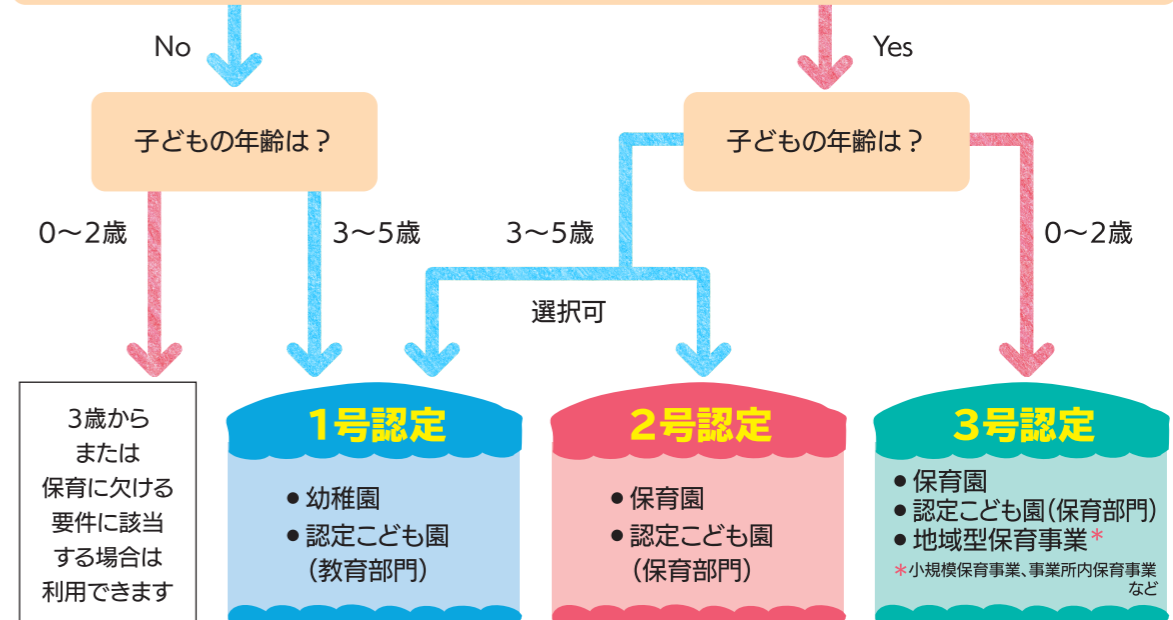 No
Yes
子どもの年齢は？
子どもの年齢は？
0～2歳
3～5歳
3～5歳
0～2歳
選択可
3歳から
または
保育に欠ける
要件に該当
する場合は
利用できます
1号認定
●幼稚園
●認定こども園
(教育部門)
2号認定
●保育園
●認定こども園
(保育部門)
3号認定
●保育園
●認定こども園(保育部門)
●地域型保育事業＊
＊小規模保育事業、事業所内保育事業
など